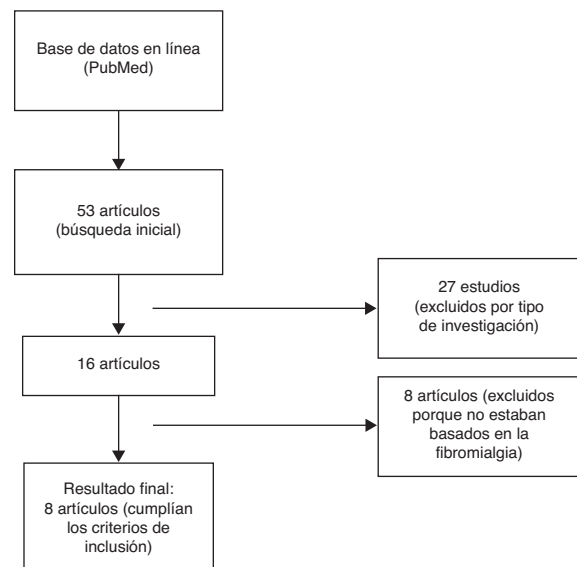 Base de datos en línea
(PubMed)
53 artículos
(búsqueda inicial)
27 estudios
(excluidos por tipo
de investigación)
16 artículos
8 artículos (excluidos
porque no estaban
basados en la
fibromialgia)
Resultado final:
8 artículos (cumplían
los criterios de
inclusión)